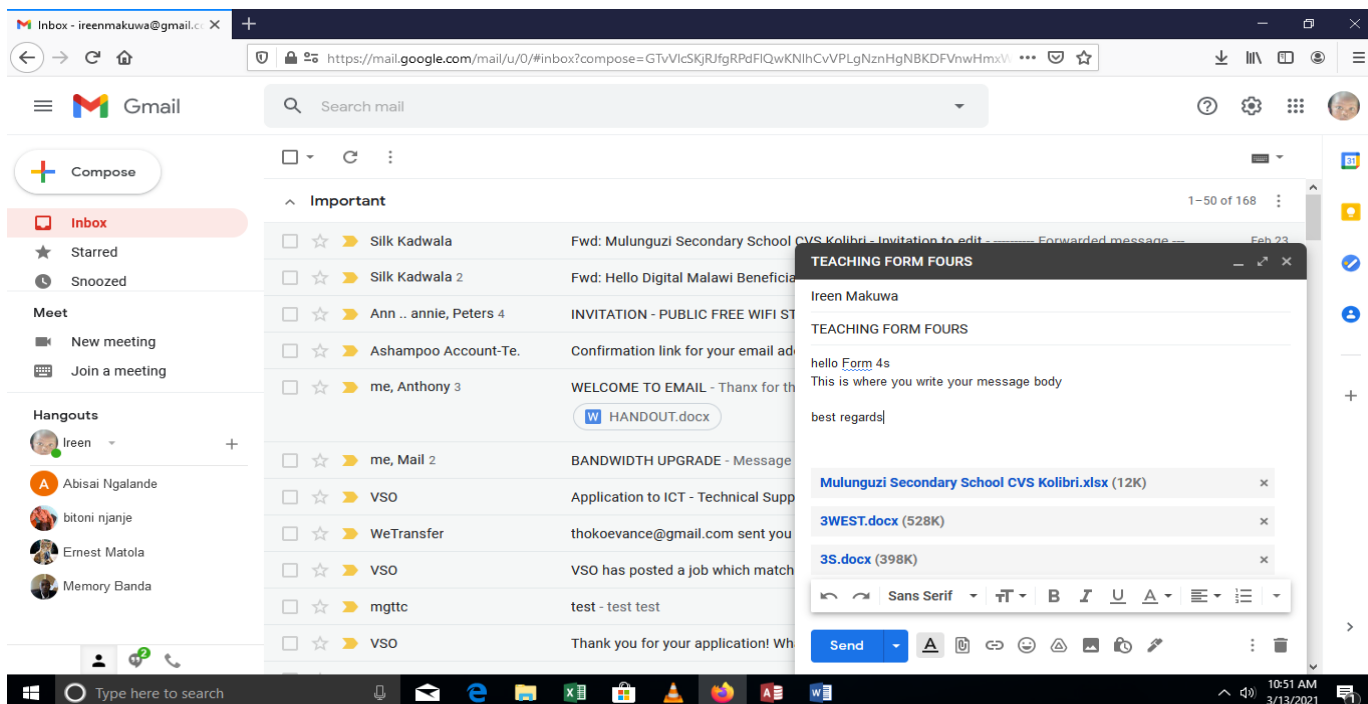 Inbox - ireenmakuwa@gmail.c
https://mail.google.com/mail/u/0/#inbox?compose=
Gmail
Search mail
Compose
Inbox
Starred
Snoozed
Meet
New meeting
Join a meeting
Hangouts
Ireen
Abisai Ngalande
bitoni njanje
Ernest Matola
Memory Banda
2
Important 1–50 of 168
Silk Kadwala Fwd: Mulunguzi Secondary School CVS Kolibri - Invitation to edit - ---------- Forwarded message --- Feb 23
Silk Kadwala 2 Fwd: Hello Digital Malawi Beneficia
Ann .. annie, Peters 4 INVITATION - PUBLIC FREE WIFI ST
Ashampoo Account-Te. Confirmation link for your email ad
me, Anthony 3 WELCOME TO EMAIL - Thanx for th
W HANDOUT.docx
me, Mail 2 BANDWIDTH UPGRADE - Message
VSO Application to ICT - Technical Supp
WeTransfer thokoevance@gmail.com sent you
VSO VSO has posted a job which match
mgttc test - test test
VSO Thank you for your application! Wh
TEACHING FORM FOURS
Ireen Makuwa
TEACHING FORM FOURS
hello Form 4s
This is where you write your message body
best regards
Mulunguzi Secondary School CVS Kolibri.xlsx (12K)
3WEST.docx (528K)
3S.docx (398K)
Sans Serif
Send
31
Type here to search
10:51 AM
3/13/2021